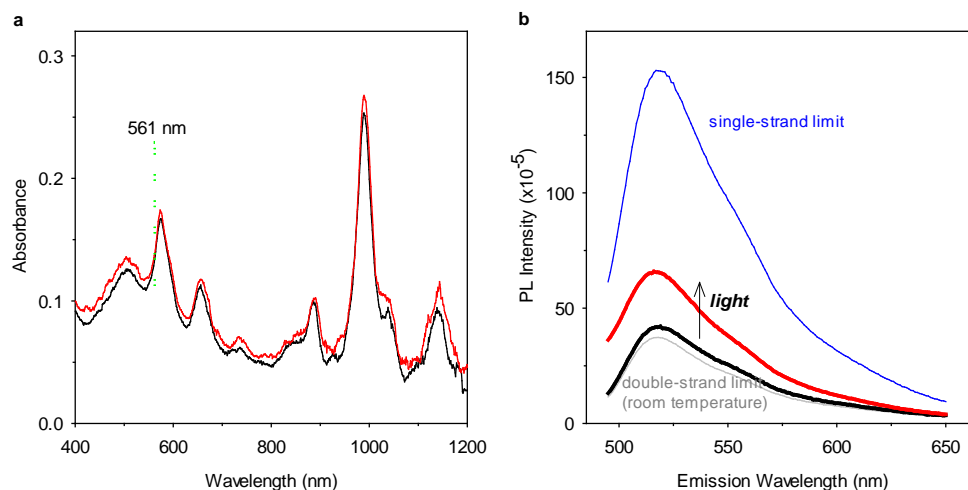 a
0.3
0.2
0.1
0.0
Absorbance
561 nm
400 600 800 1000 1200
Wavelength (nm)
b
150
100
50
0
PL Intensity (x10-5)
single-strand limit
light
double-strand limit
(room temperature)
500 550 600 650
Emission Wavelength (nm)